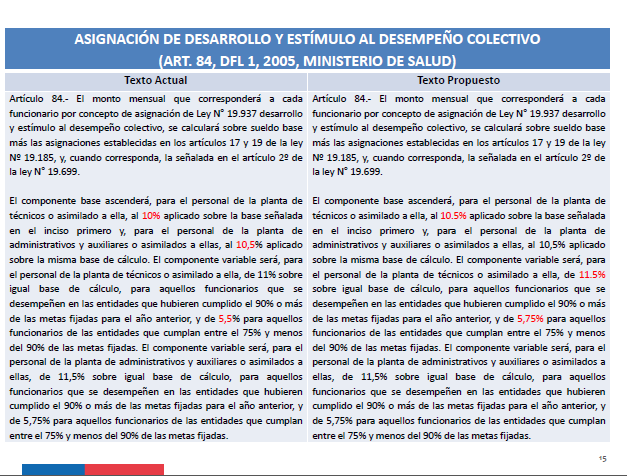 ASIGNACIÓN DE DESARROLLO Y ESTÍMULO AL DESEMPEÑO COLECTIVO
(ART. 84, DFL 1, 2005, MINISTERIO DE SALUD)
Texto Actual
Artículo 84.- El monto mensual que corresponderá a cada
funcionario por concepto de asignación de Ley N° 19.937 desarrollo
y estímulo al desempeño colectivo, se calculará sobre sueldo base
más las asignaciones establecidas en los artículos 17 y 19 de la ley
Nº 19.185, y, cuando corresponda, la señalada en el artículo 2º de
la ley N° 19.699.
El componente base ascenderá, para el personal de la planta de
técnicos o asimilado a ella, al 10% aplicado sobre la base señalada
en el inciso primero y, para el personal de la planta de
administrativos y auxiliares o asimilados a ellas, al 10,5% aplicado
sobre la misma base de cálculo. El componente variable será, para
el personal de la planta de técnicos o asimilado a ella, de 11% sobre
igual base de cálculo, para aquellos funcionarios que se
desempeñen en las entidades que hubieren cumplido el 90% o más
de las metas fijadas para el año anterior, y de 5,5% para aquellos
funcionarios de las entidades que cumplan entre el 75% y menos
del 90% de las metas fijadas. El componente variable será, para el
personal de la planta de administrativos y auxiliares o asimilados a
ellas, de 11,5% sobre igual base de cálculo, para aquellos
funcionarios que se desempeñen en las entidades que hubieren
cumplido el 90% o más de las metas fijadas para el año anterior, y
de 5,75% para aquellos funcionarios de las entidades que cumplan
entre el 75% y menos del 90% de las metas fijadas.
Texto Propuesto
Artículo 84.- El monto mensual que corresponderá a cada
funcionario por concepto de asignación de Ley N° 19.937 desarrollo
y estímulo al desempeño colectivo, se calculará sobre sueldo base
más las asignaciones establecidas en los artículos 17 y 19 de la ley
Nº 19.185, y, cuando corresponda, la señalada en el artículo 2º de
la ley N° 19.699.
El componente base ascenderá, para el personal de la planta de
técnicos o asimilado a ella, al 10.5% aplicado sobre la base señalada
en el inciso primero y, para el personal de la planta de
administrativos y auxiliares o asimilados a ellas, al 10,5% aplicado
sobre la misma base de cálculo. El componente variable será, para
el personal de la planta de técnicos o asimilado a ella, de 11.5%
sobre igual base de cálculo, para aquellos funcionarios que se
desempeñen en las entidades que hubieren cumplido el 90% o más
de las metas fijadas para el año anterior, y de 5,75% para aquellos
funcionarios de las entidades que cumplan entre el 75% y menos
del 90% de las metas fijadas. El componente variable será, para el
personal de la planta de administrativos y auxiliares o asimilados a
ellas, de 11,5% sobre igual base de cálculo, para aquellos
funcionarios que se desempeñen en las entidades que hubieren
cumplido el 90% o más de las metas fijadas para el año anterior, y
de 5,75% para aquellos funcionarios de las entidades que cumplan
entre el 75% y menos del 90% de las metas fijadas.
15